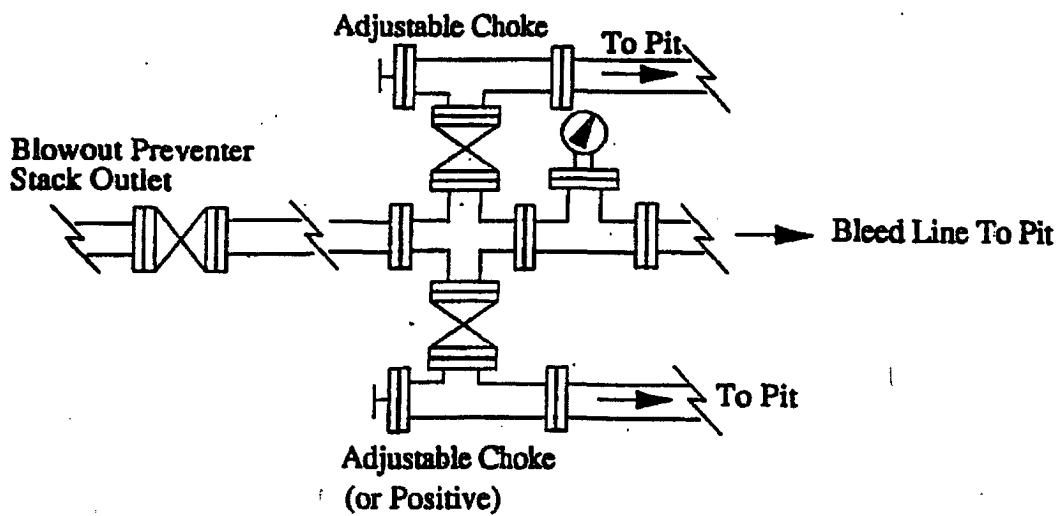 Adjustable Choke
To Pit
Blowout Preventer
Stack Outlet
Bleed Line To Pit
To Pit
Adjustable Choke
(or Positive)